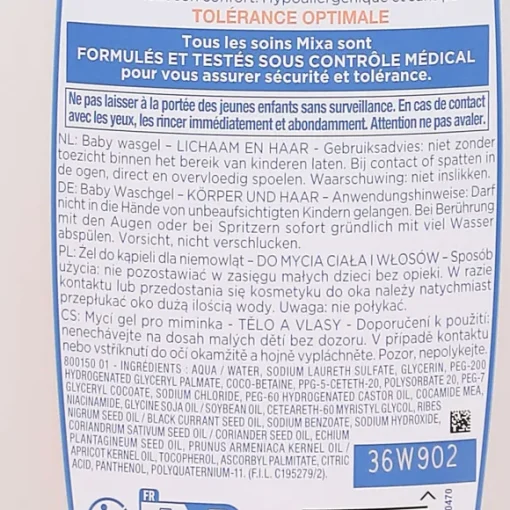 TOLÉRANCE OPTIMALE
Tous les soins Mixa sont
FORMULÉS ET TESTÉS SOUS CONTRÔLE MÉDICAL
pour vous assurer sécurité et tolérance.
Ne pas laisser à la portée des jeunes enfants sans surveillance. En cas de contact
avec les yeux, les rincer immédiatement et abondamment. Attention ne pas avaler.
NL: Baby wasgel – LICHAAM EN HAAR - Gebruiksadvies: niet zonder
toezicht binnen het bereik van kinderen laten. Bij contact of spatten in
de ogen, direct en overvloedig spoelen. Waarschuwing: niet inslikken.
DE: Baby Waschgel – KÖRPER UND HAAR – Anwendungshinweise: Darf
nicht in die Hände von unbeaufsichtigten Kindern gelangen. Bei Berührung
mit den Augen oder bei Spritzern sofort gründlich mit viel Wasser
abspülen. Vorsicht, nicht verschlucken.
PL: Żel do kąpieli dla niemowląt – DO MYCIA CIAŁA I WŁOSÓW – Sposób
użycia: nie pozostawiać w zasięgu małych dzieci bez opieki. W razie
kontaktu lub przedostania się kosmetyku do oka należy natychmiast
przepłukać oko dużą ilością wody. Uwaga: nie połykać.
CS: Mycí gel pro miminka - TĚLO A VLASY - Doporučení k použití:
nenechávejte na dosah malých dětí bez dozoru. V případě kontaktu
nebo vstříknutí do očí okamžitě a hojně vypláchněte. Pozor, nepolykejte.
800150 01 - INGRÉDIENTS : AQUA / WATER, SODIUM LAURETH SULFATE, GLYCERIN, PEG-200
HYDROGENATED GLYCERYL PALMATE, COCO-BETAINE, PPG-5-CETETH-20, POLYSORBATE 20, PEG-7
GLYCERYL COCOATE, SODIUM CHLORIDE, PEG-60 HYDROGENATED CASTOR OIL, COCAMIDE MEA,
NIACINAMIDE, GLYCINE SOJA OIL / SOYBEAN OIL, CETEARETH-60 MYRISTYL GLYCOL, RIBES
NIGRUM SEED OIL / BLACK CURRANT SEED OIL, SODIUM BENZOATE, SODIUM HYDROXIDE,
CORIANDRUM SATIVUM SEED OIL / CORIANDER SEED OIL, ECHIUM
PLANTAGINEUM SEED OIL, PRUNUS ARMENIACA KERNEL OIL /
APRICOT KERNEL OIL, TOCOPHEROL, ASCORBYL PALMITATE, CITRIC
ACID, PANTHENOL, POLYQUATERNIUM-11. (F.I.L. C195279/2).
36W902
FR